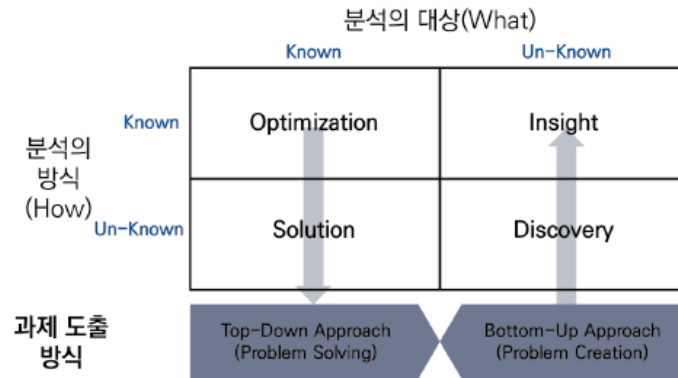 분석의 대상(What)
Known
Un-Known
Known
Optimization
Insight
분석의
방식
(How)
Un-Known
Solution
Discovery
과제 도출
방식
Top-Down Approach
(Problem Solving)
Bottom-Up Approach
(Problem Creation)